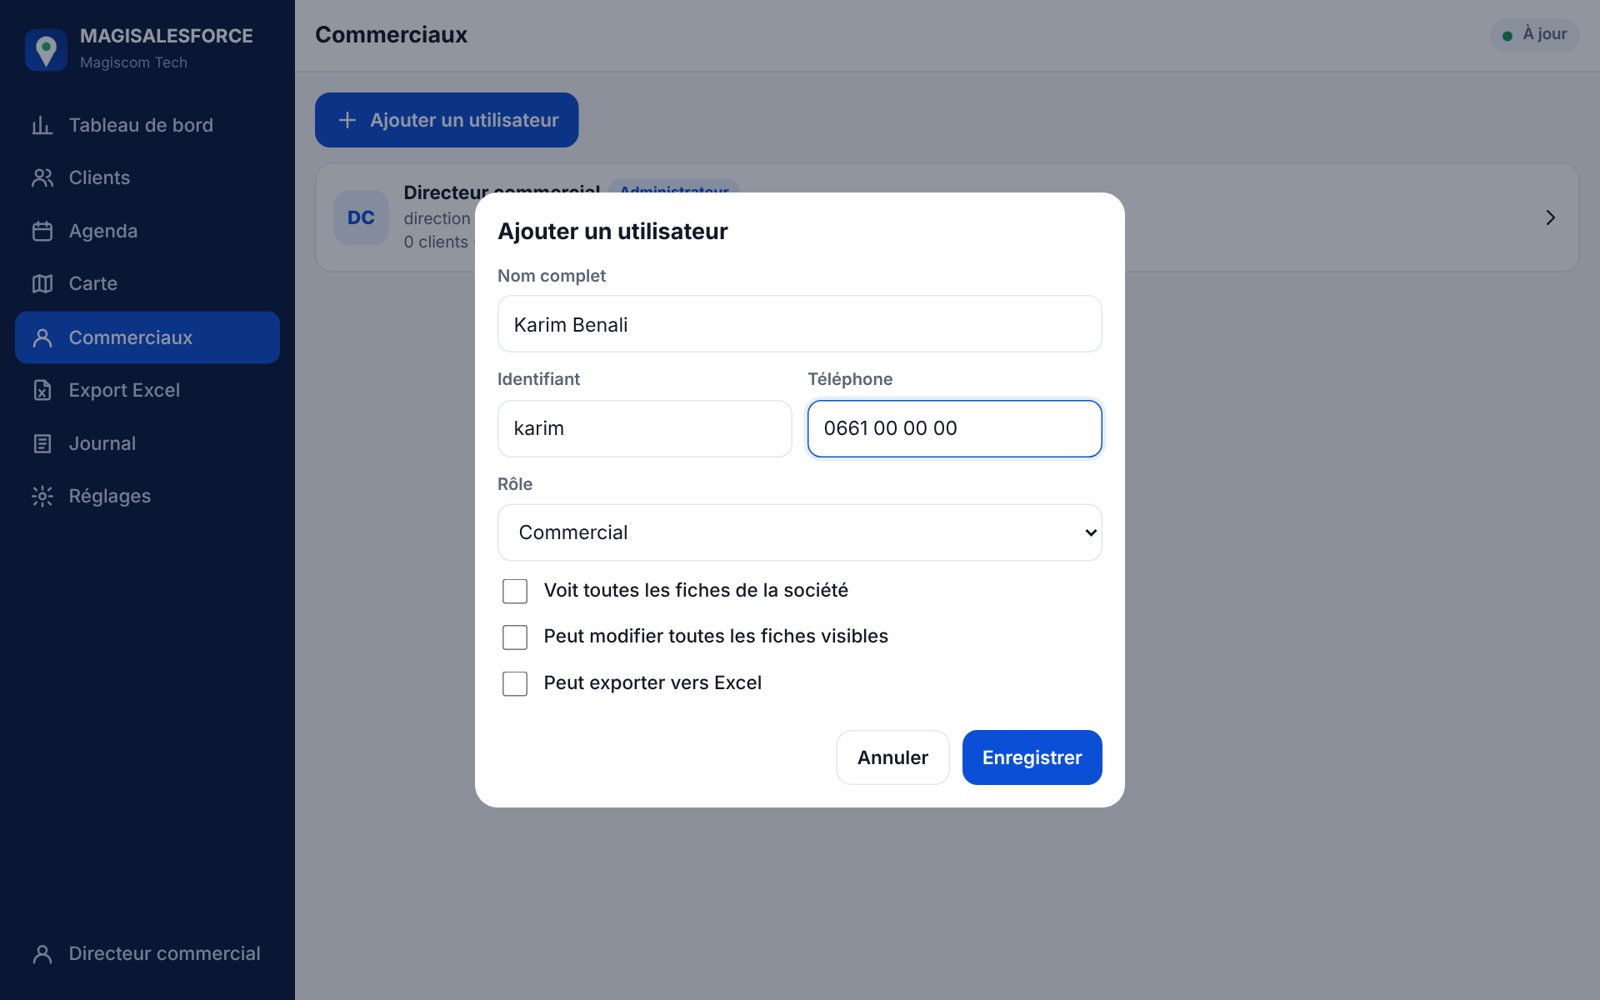 MAGISALESFORCE
Magiscom Tech
Tableau de bord
Clients
Agenda
Carte
Commerciaux
Export Excel
Journal
Réglages
Directeur commercial
Commerciaux
À jour
Ajouter un utilisateur
DC
Directeur commercial Administrateur
direction
0 clients
Ajouter un utilisateur
Nom complet
Karim Benali
Identifiant Téléphone
karim 0661 00 00 00
Rôle
Commercial
Voit toutes les fiches de la société
Peut modifier toutes les fiches visibles
Peut exporter vers Excel
Annuler Enregistrer